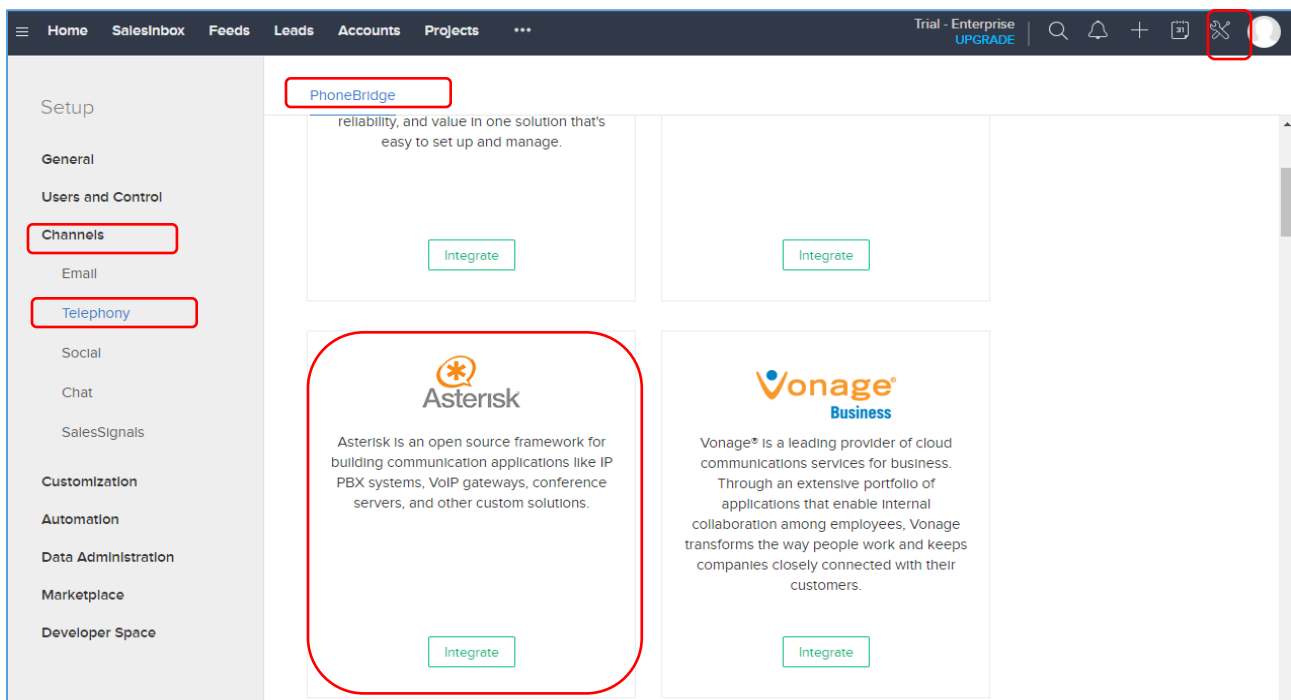 Home SalesInbox Feeds Leads Accounts Projects •••
Trial - Enterprise
UPGRADE
31
Setup
General
Users and Control
Channels
Email
Telephony
Social
Chat
SalesSignals
Customization
Automation
Data Administration
Marketplace
Developer Space
PhoneBridge
reliability, and value in one solution that's
easy to set up and manage.
Integrate
Integrate
Asterisk
Asterisk is an open source framework for
building communication applications like IP
PBX systems, VoIP gateways, conference
servers, and other custom solutions.
Integrate
Vonage®
Business
Vonage® is a leading provider of cloud
communications services for business.
Through an extensive portfolio of
applications that enable internal
collaboration among employees, Vonage
transforms the way people work and keeps
companies closely connected with their
customers.
Integrate